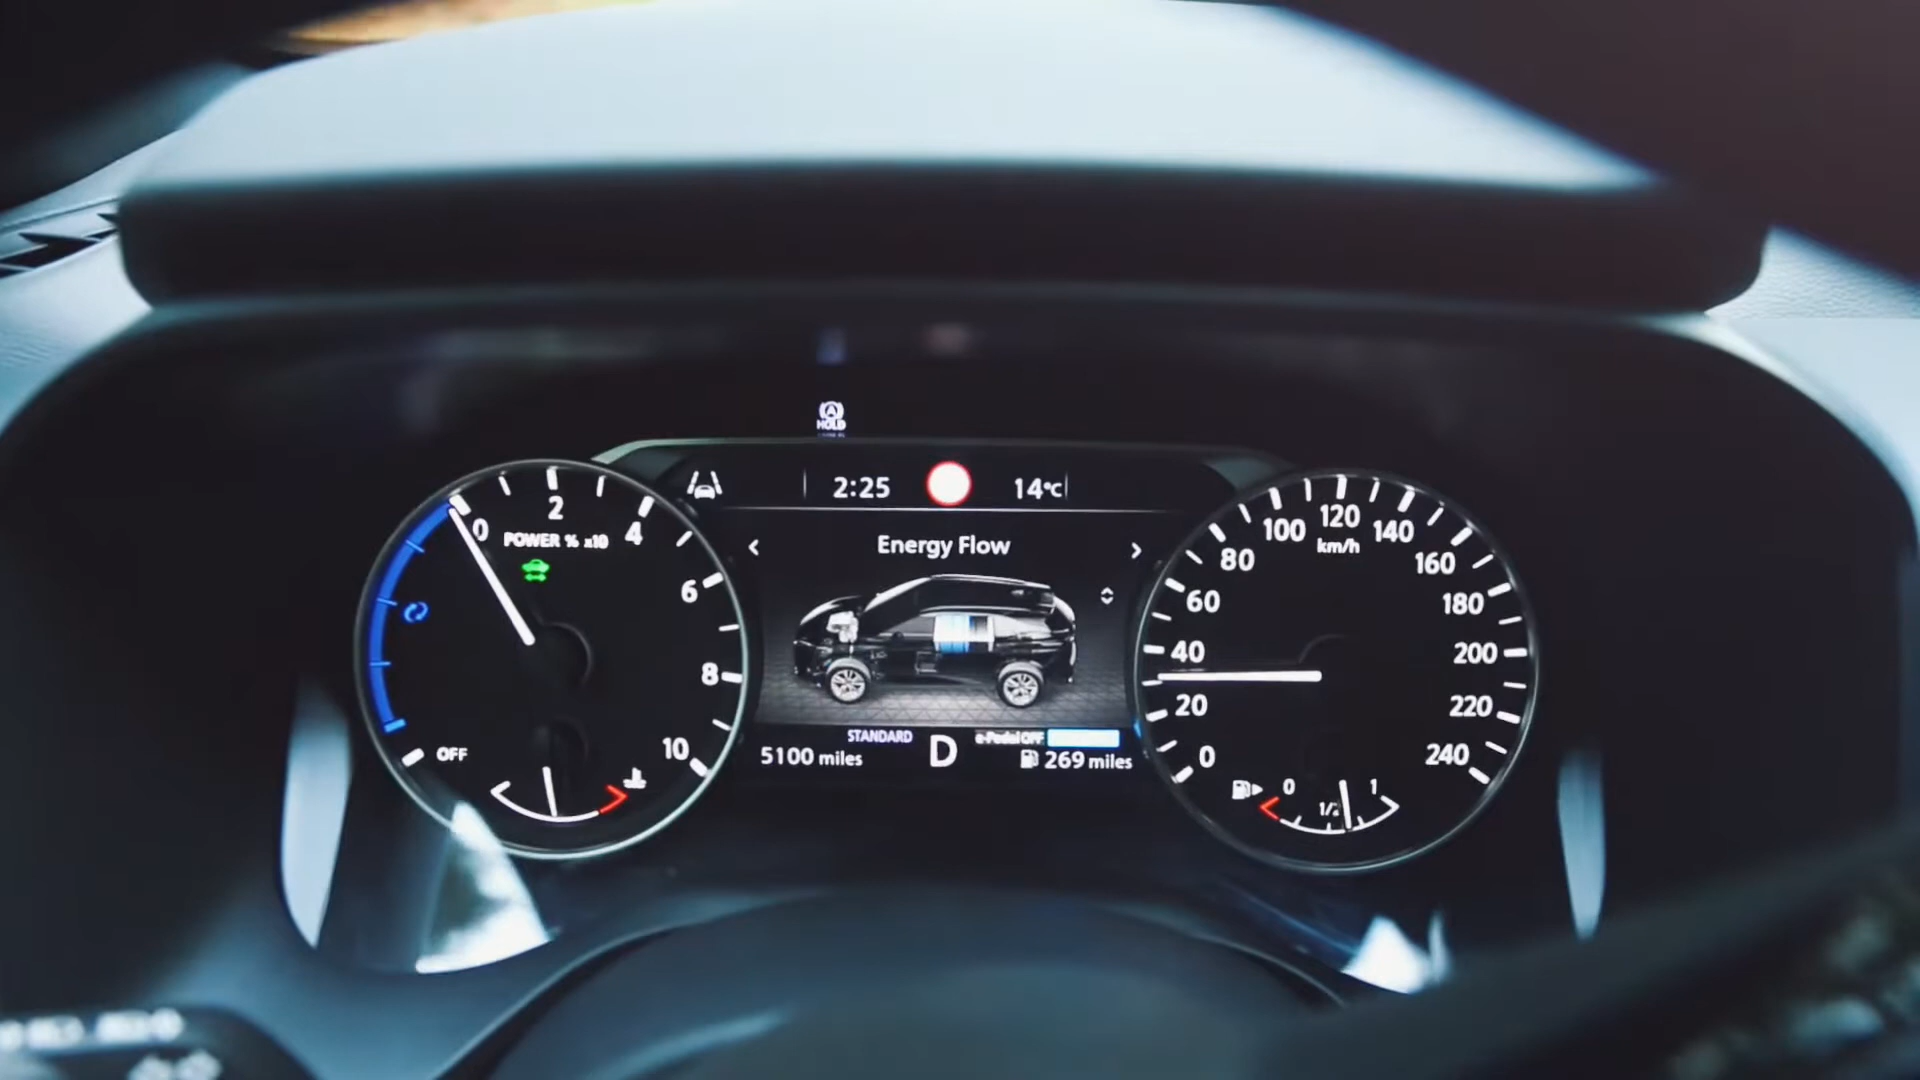 HOLD
2:25
14°C
Energy Flow
0 2 4 6 8 10
POWER % x10
OFF
STANDARD
e-Pedal OFF
5100 miles
D
269 miles
0 20 40 60 80 100 120 140 160 180 200 220 240
km/h
0 1/2 1